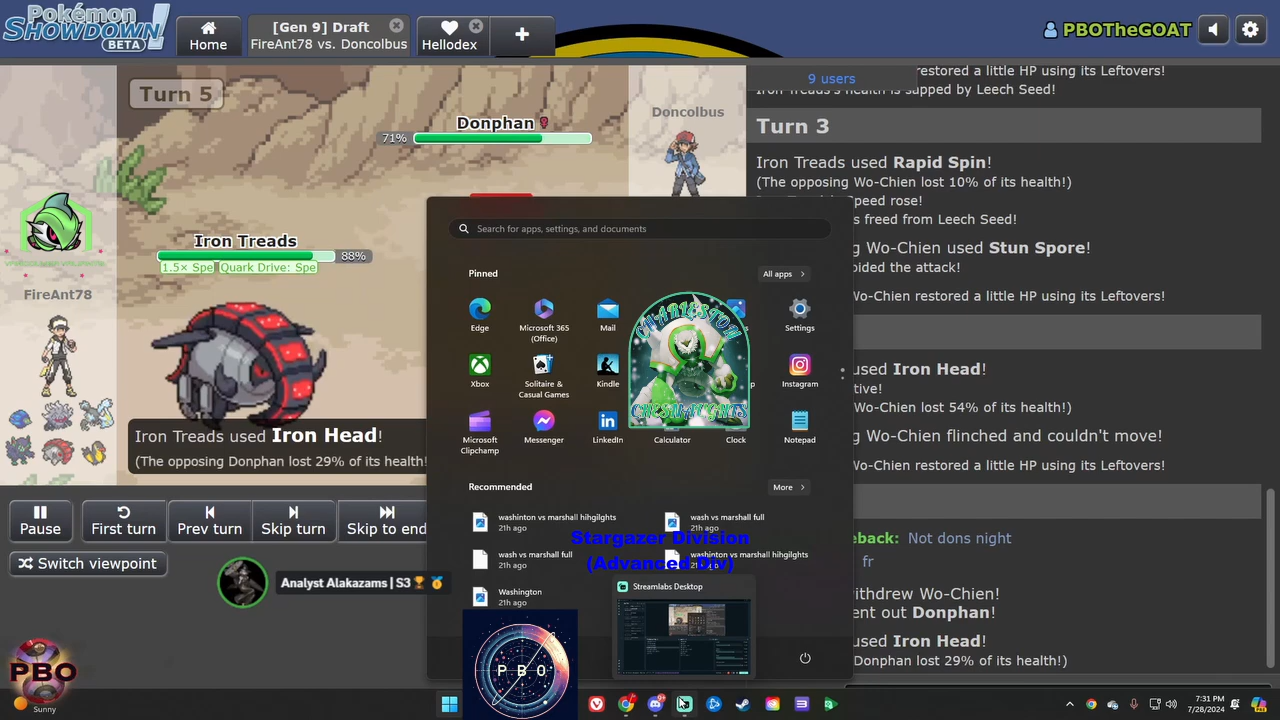 Pokémon
SHOWDOWN!
BETA
Home
[Gen 9] Draft
FireAnt78 vs. Doncolbus
Hellodex
PBOTheGOAT
Turn 5
Donphan
71%
Doncolbus
Iron Treads
88%
1.5× Spe
Quark Drive: Spe
FireAnt78
Iron Treads used Iron Head!
(The opposing Donphan lost 29% of its health!
Pause
First turn
Prev turn
Skip turn
Skip to end
Switch viewpoint
Analyst Alakazams | S3
PBO
Sunny
9 users
restored a little HP using its Leftovers!
Iron Treads's health is sapped by Leech Seed!
Turn 3
Iron Treads used Rapid Spin!
(The opposing Wo-Chien lost 10% of its health!)
peed rose!
s freed from Leech Seed!
g Wo-Chien used Stun Spore!
oided the attack!
Wo-Chien restored a little HP using its Leftovers!
used Iron Head!
tive!
Wo-Chien lost 54% of its health!)
g Wo-Chien flinched and couldn't move!
Wo-Chien restored a little HP using its Leftovers!
eback: Not dons night
fr
ithdrew Wo-Chien!
ent out Donphan!
used Iron Head!
Donphan lost 29% of its health!)
Search for apps, settings, and documents
Pinned
All apps
Edge
Microsoft 365
(Office)
Mail
Settings
Xbox
Solitaire &
Casual Games
Kindle
Instagram
Microsoft
Clipchamp
Messenger
LinkedIn
Calculator
Clock
Notepad
CHARLESTON
CHESNAUGHTS
Recommended
More
washinton vs marshall hihgilghts
21h ago
wash vs marshall full
21h ago
wash vs marshall full
21h ago
washinton vs marshall hihgilghts
21h ago
Washington
21h ago
Stargazer Division
(Advanced Div)
Streamlabs Desktop
PBO
7:31 PM
7/28/2024